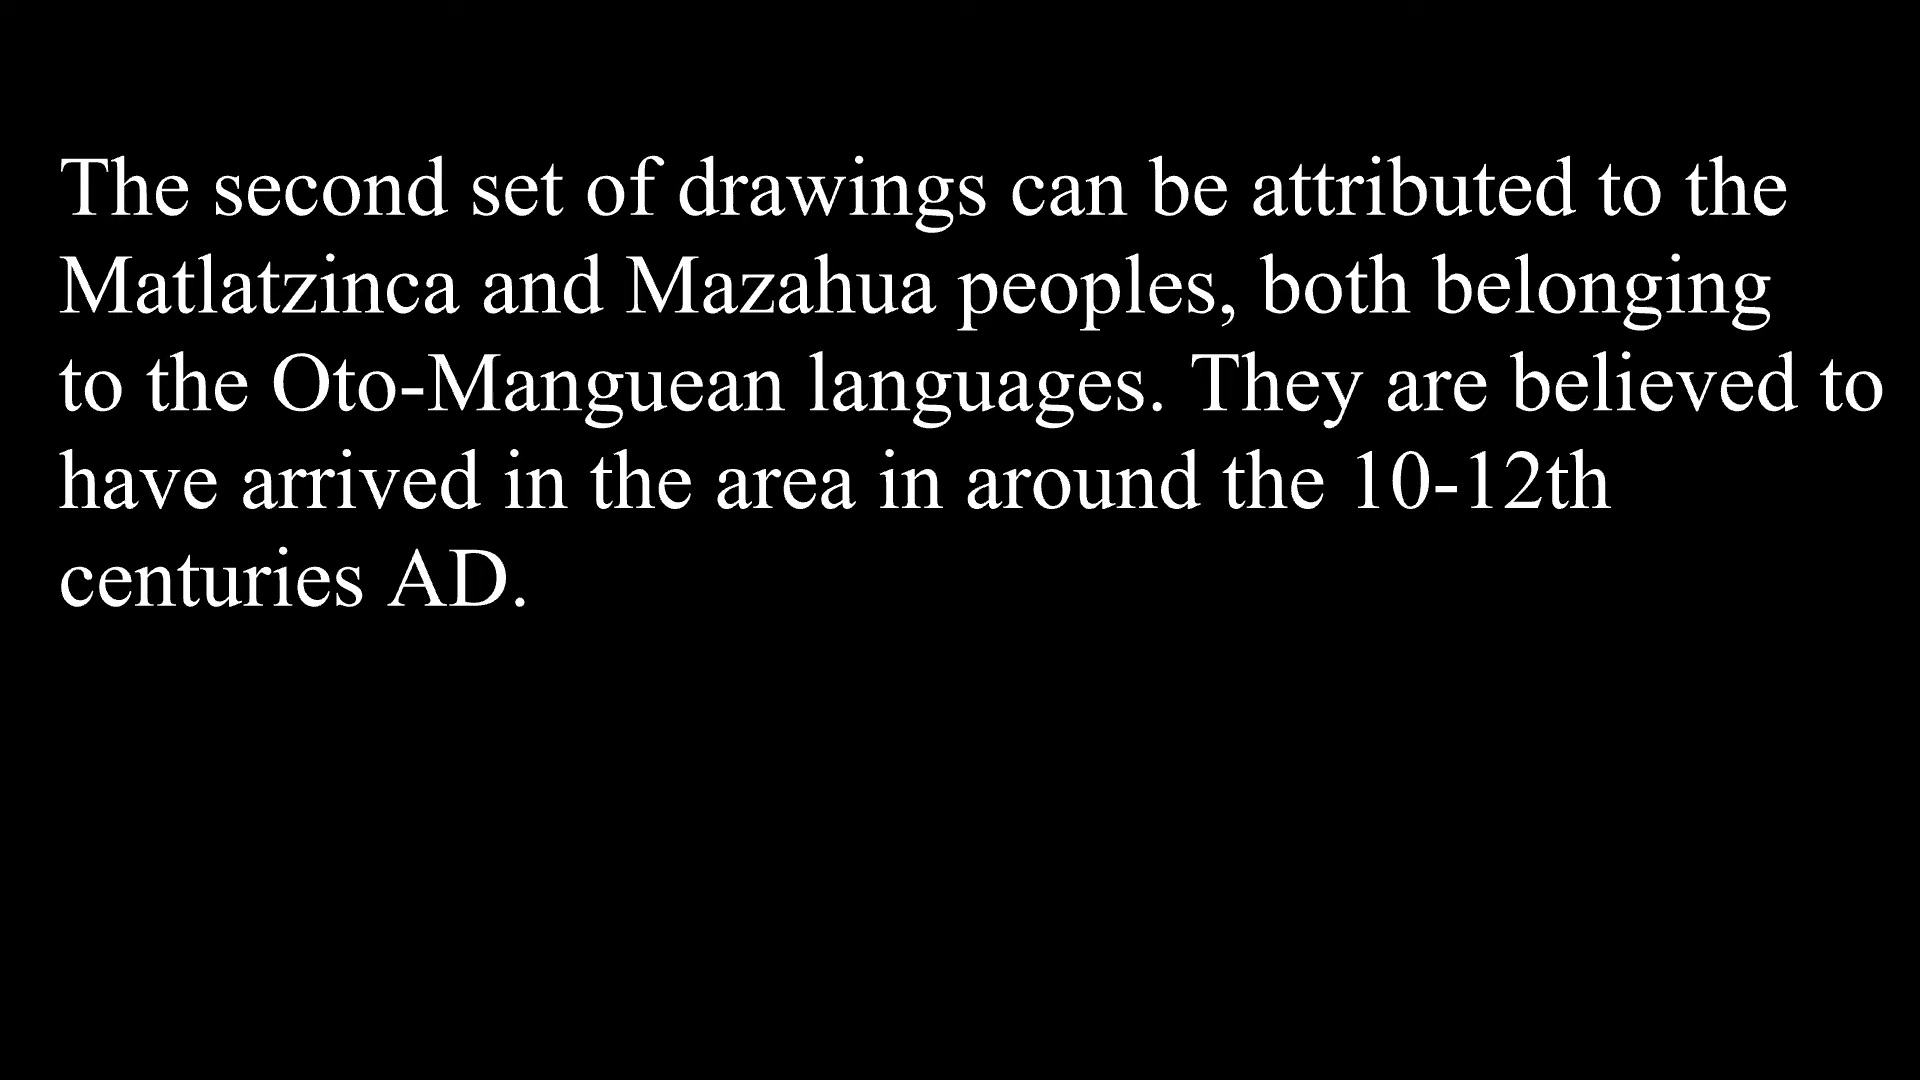 The second set of drawings can be attributed to the
Matlatzinca and Mazahua peoples, both belonging
to the Oto-Manguean languages. They are believed to
have arrived in the area in around the 10-12th
centuries AD.